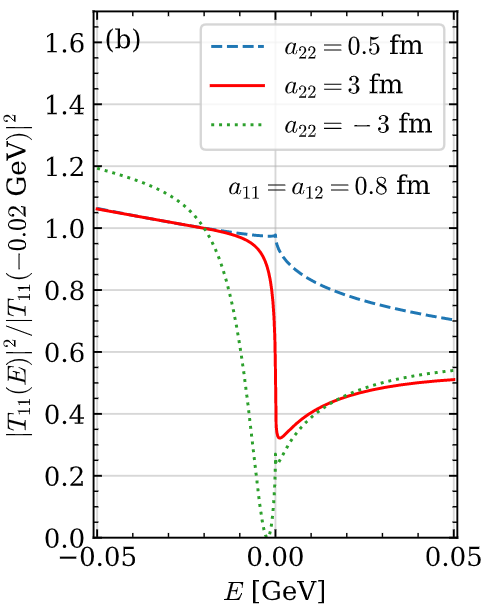 (b)
a₂₂ = 0.5 fm
a₂₂ = 3 fm
a₂₂ = −3 fm
a₁₁ = a₁₂ = 0.8 fm
|T₁₁(E)|²/|T₁₁(−0.02 GeV)|²
1.6
1.4
1.2
1.0
0.8
0.6
0.4
0.2
0.0
−0.05 0.00 0.05
E [GeV]